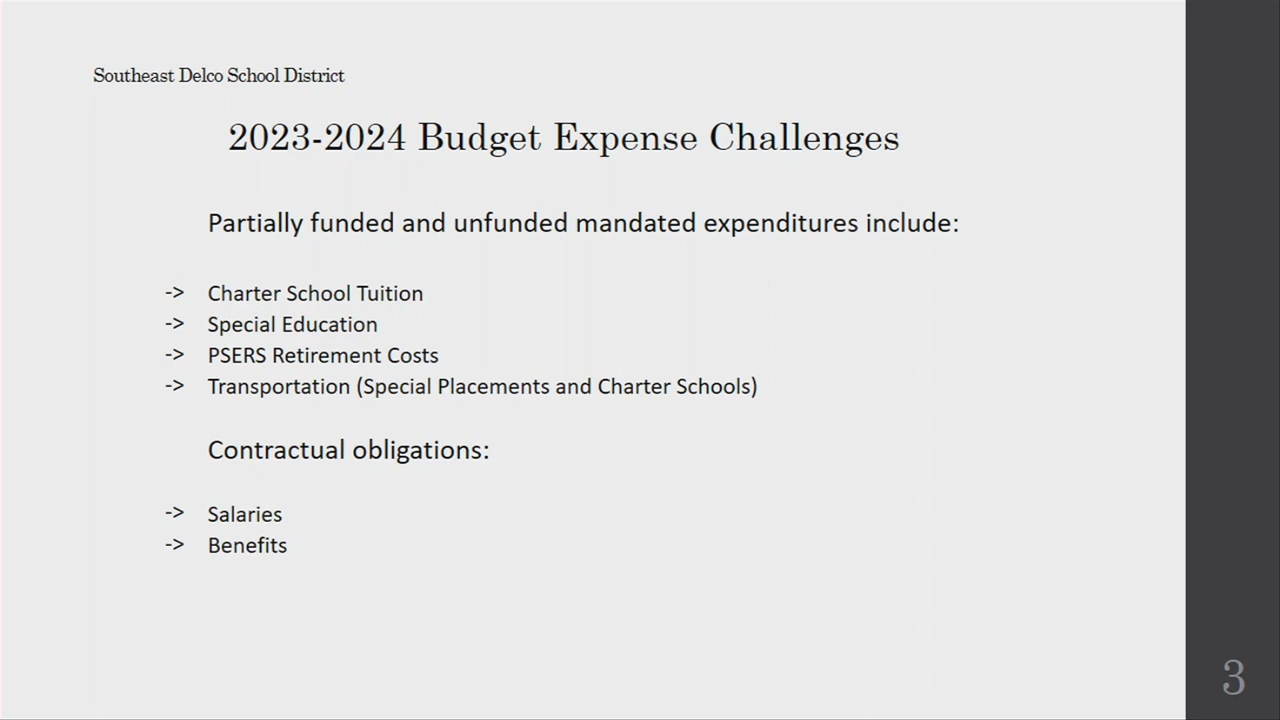 Southeast Delco School District
2023-2024 Budget Expense Challenges
Partially funded and unfunded mandated expenditures include:
-> Charter School Tuition
-> Special Education
-> PSERS Retirement Costs
-> Transportation (Special Placements and Charter Schools)
Contractual obligations:
-> Salaries
-> Benefits
3